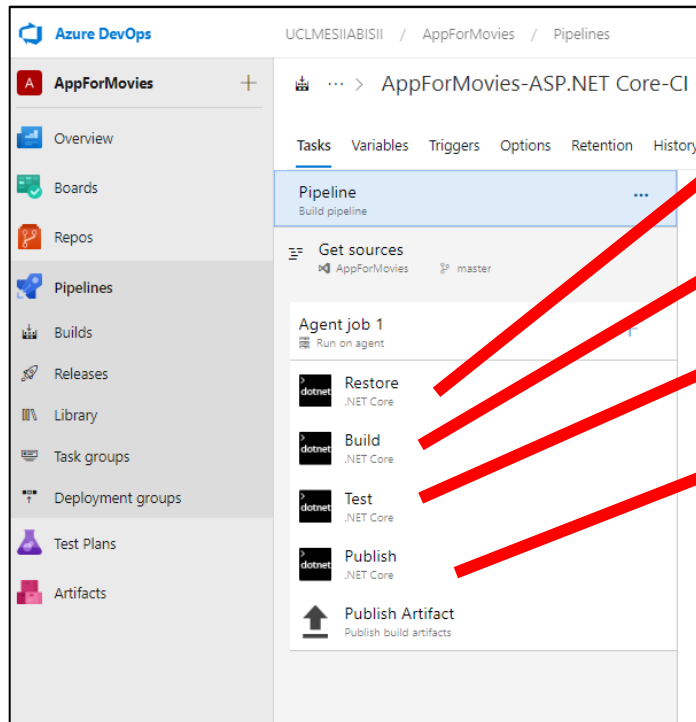 Azure DevOps
UCLMESIIABISII / AppForMovies / Pipelines
A AppForMovies +
··· > AppForMovies-ASP.NET Core-CI
Overview
Boards
Repos
Pipelines
Builds
Releases
Library
Task groups
Deployment groups
Test Plans
Artifacts
Tasks Variables Triggers Options Retention History
Pipeline ···
Build pipeline
Get sources
AppForMovies master
Agent job 1 +
Run on agent
>
dotnet
Restore
.NET Core
>
dotnet
Build
.NET Core
>
dotnet
Test
.NET Core
>
dotnet
Publish
.NET Core
Publish Artifact
Publish build artifacts